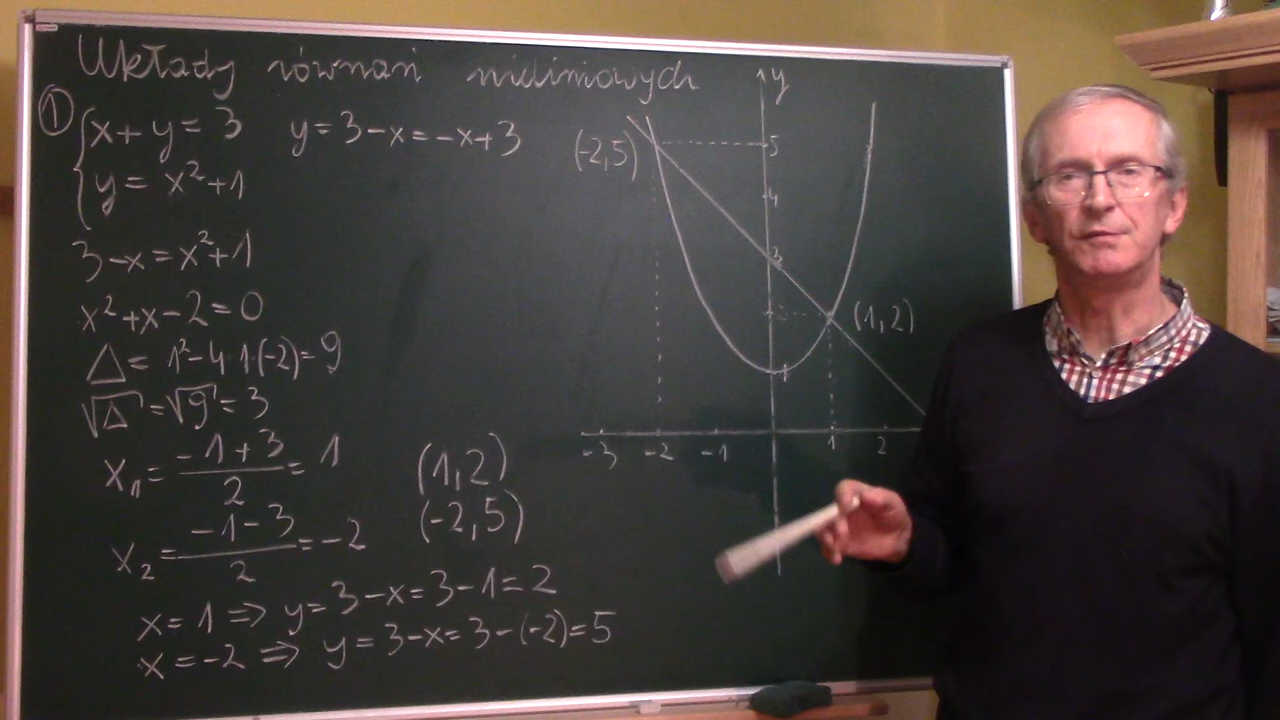 Układy równań nieliniowych
① { x + y = 3   y = 3 - x = -x + 3
y = x² + 1
3 - x = x² + 1
x² + x - 2 = 0
Δ = 1² - 4·1·(-2) = 9
√Δ = √9 = 3
x₁ = (-1 + 3)/2 = 1
x₂ = (-1 - 3)/2 = -2
(1,2)
(-2,5)
x = 1 ⇒ y = 3 - x = 3 - 1 = 2
x = -2 ⇒ y = 3 - x = 3 - (-2) = 5
y
(-2,5)
5
4
3
2
(1,2)
1
-3 -2 -1 1 2